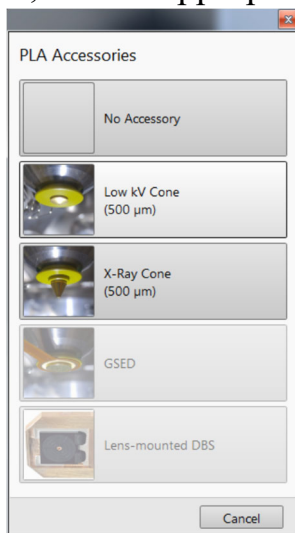 PLA Accessories
No Accessory
Low kV Cone
(500 µm)
X-Ray Cone
(500 µm)
GSED
Lens-mounted DBS
Cancel